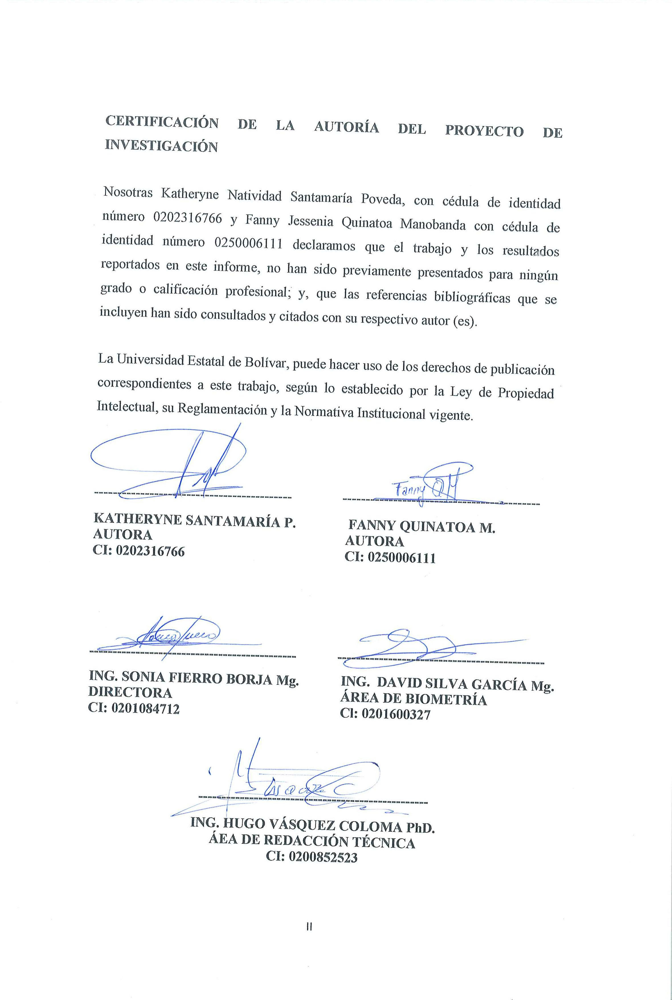 CERTIFICACIÓN DE LA AUTORÍA DEL PROYECTO DE
INVESTIGACIÓN
Nosotras Katheryne Natividad Santamaría Poveda, con cédula de identidad
número 0202316766 y Fanny Jessenia Quinatoa Manobanda con cédula de
identidad número 0250006111 declaramos que el trabajo y los resultados
reportados en este informe, no han sido previamente presentados para ningún
grado o calificación profesional; y, que las referencias bibliográficas que se
incluyen han sido consultados y citados con su respectivo autor (es).
La Universidad Estatal de Bolívar, puede hacer uso de los derechos de publicación
correspondientes a este trabajo, según lo establecido por la Ley de Propiedad
Intelectual, su Reglamentación y la Normativa Institucional vigente.
Fanny QM
KATHERYNE SANTAMARÍA P.
AUTORA
CI: 0202316766
FANNY QUINATOA M.
AUTORA
CI: 0250006111
ING. SONIA FIERRO BORJA Mg.
DIRECTORA
CI: 0201084712
ING. DAVID SILVA GARCÍA Mg.
ÁREA DE BIOMETRÍA
CI: 0201600327
ING. HUGO VÁSQUEZ COLOMA PhD.
ÁEA DE REDACCIÓN TÉCNICA
CI: 0200852523
II